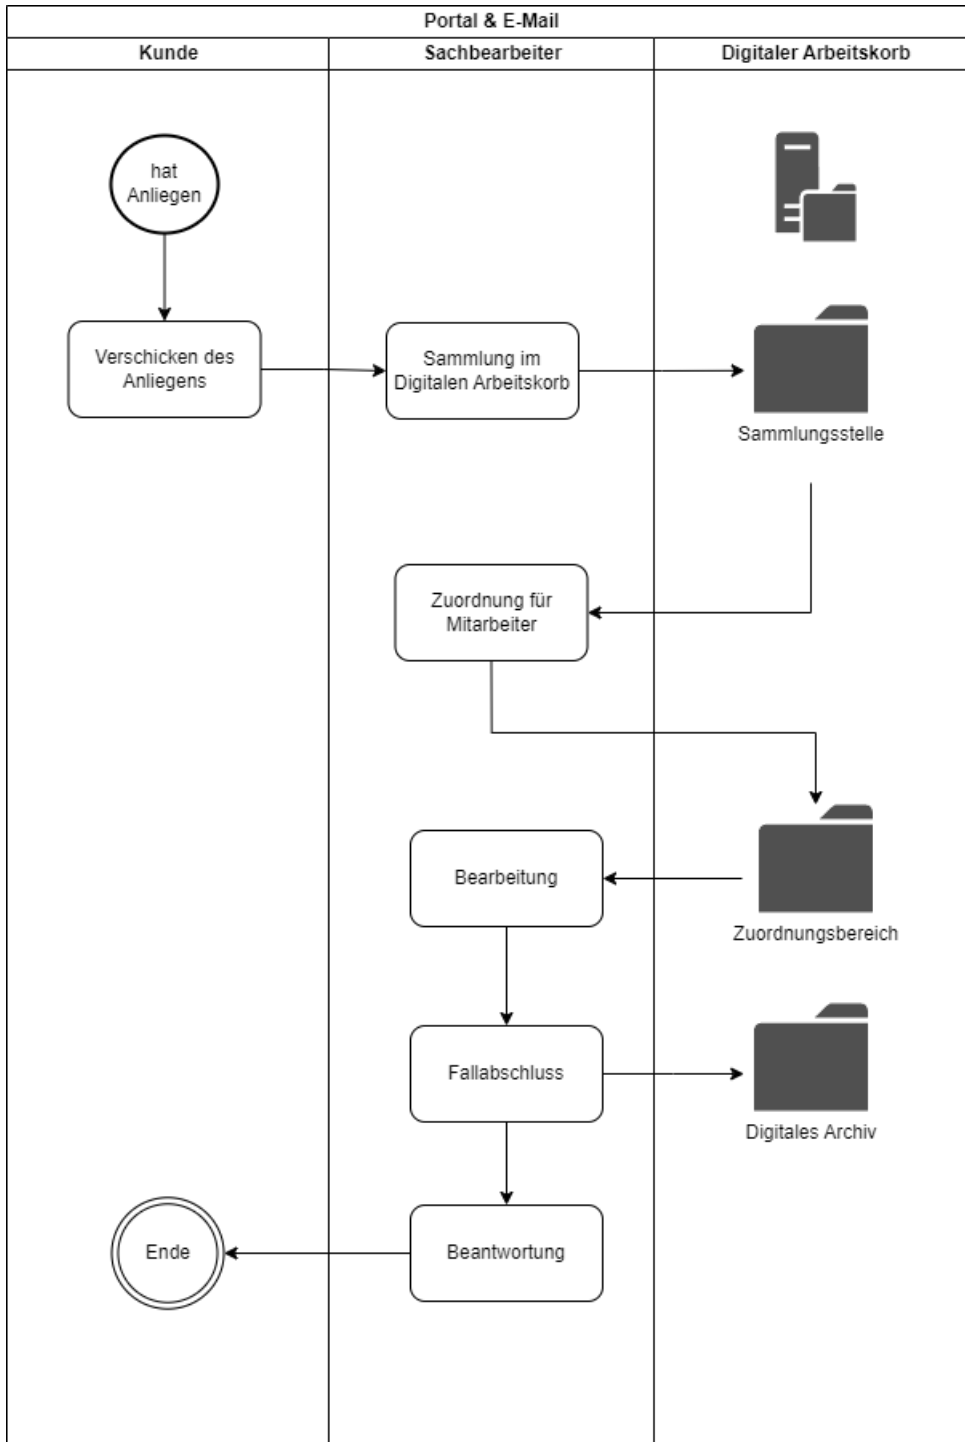 Portal & E-Mail
Kunde
Sachbearbeiter
Digitaler Arbeitskorb
hat
Anliegen
Verschicken des
Anliegens
Sammlung im
Digitalen Arbeitskorb
Sammlungsstelle
Zuordnung für
Mitarbeiter
Bearbeitung
Zuordnungsbereich
Fallabschluss
Digitales Archiv
Ende
Beantwortung